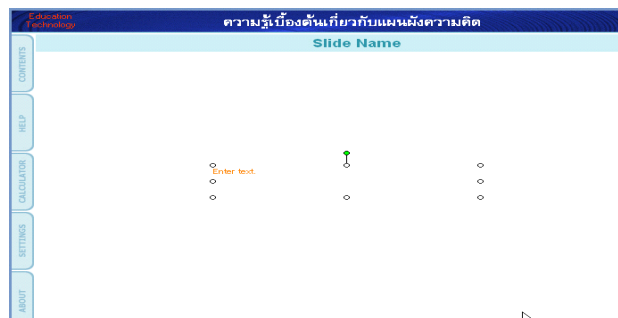 Education
Technology
ความรู้เบื้องต้นเกี่ยวกับแผนผังความคิด
Slide Name
CONTENTS
HELP
Enter text
CALCULATOR
SETTINGS
ABOUT